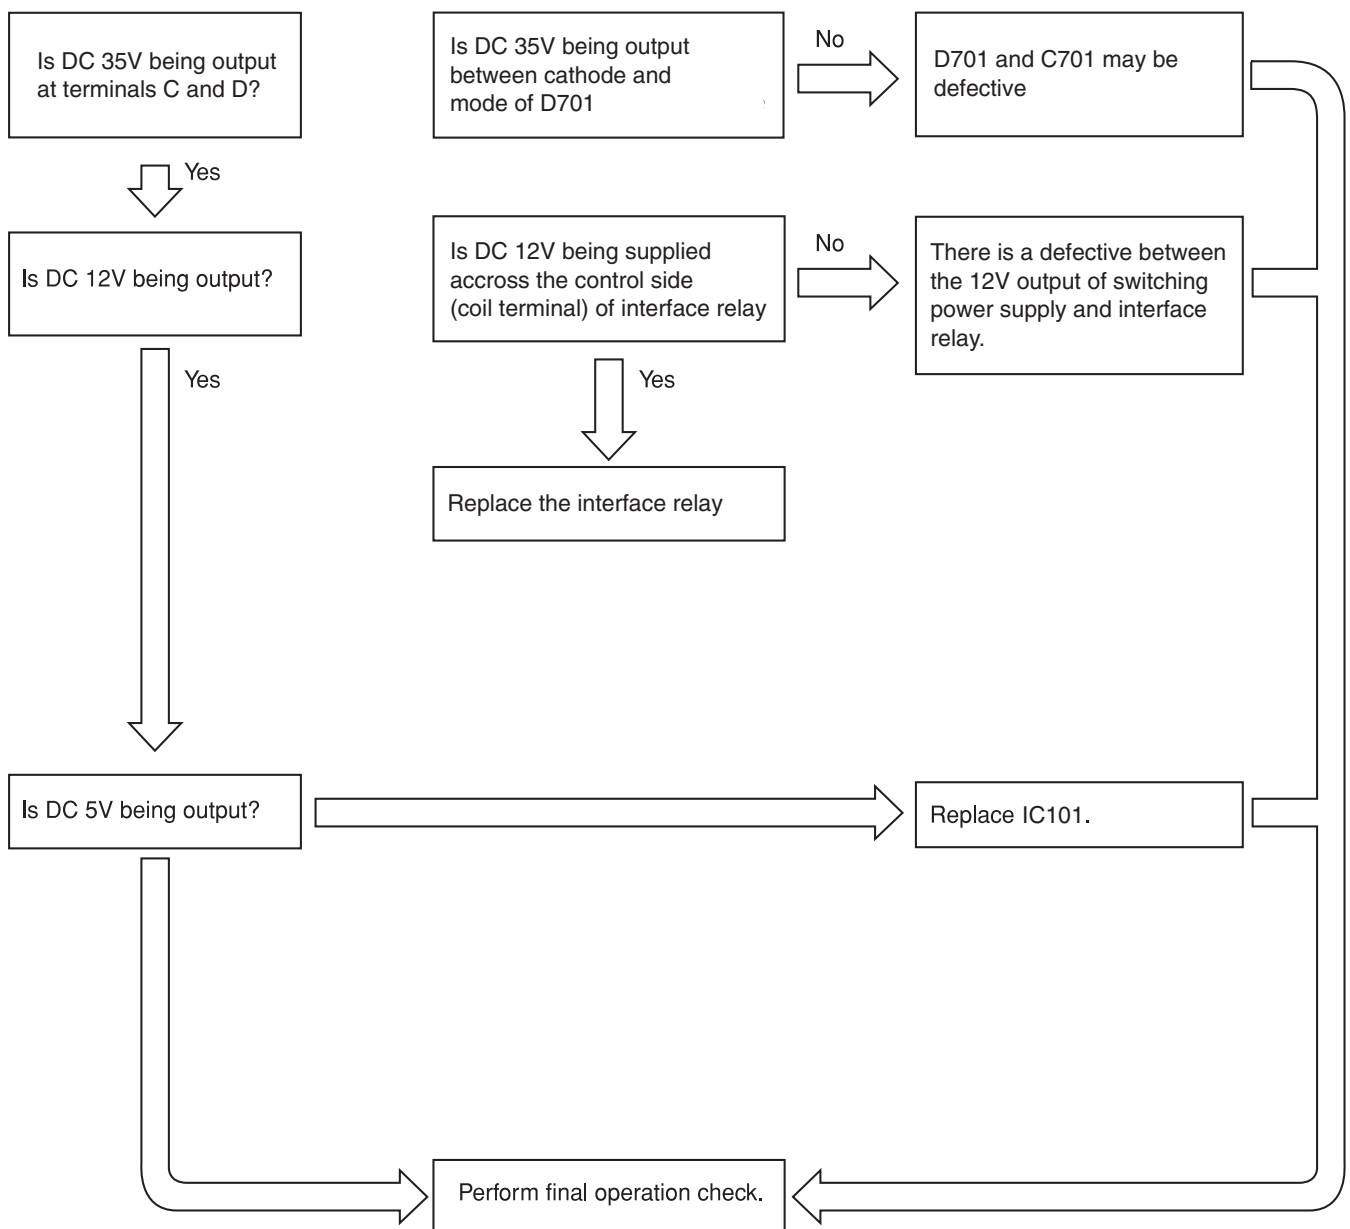 Is DC 35V being output
at terminals C and D?
Is DC 35V being output
between cathode and
mode of D701
No
D701 and C701 may be
defective
Yes
Is DC 12V being output?
Is DC 12V being supplied
accross the control side
(coil terminal) of interface relay
No
There is a defective between
the 12V output of switching
power supply and interface
relay.
Yes
Yes
Replace the interface relay
Is DC 5V being output?
Replace IC101.
Perform final operation check.